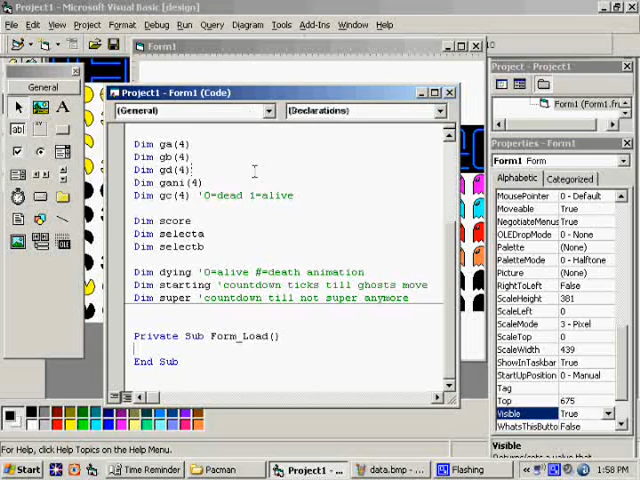 Project1 - Microsoft Visual Basic [design]
File Edit View Project Format Debug Run Query Diagram Tools Add-Ins Window Help
Form1
Project1 - Form1 (Code)
(General) (Declarations)
Dim ga(4)
Dim gb(4)
Dim gd(4)
Dim gani(4)
Dim gc(4) '0=dead 1=alive
Dim score
Dim selecta
Dim selectb
Dim dying '0=alive #=death animation
Dim starting 'countdown ticks till ghosts move
Dim super 'countdown till not super anymore
Private Sub Form_Load()
End Sub
General
A
ab|
Project - Project1
Form1 (Form1.fr
Properties - Form1
Form1 Form
Alphabetic Categorized
MousePointer 0 - Default
Moveable True
NegotiateMenus True
OLEDropMode 0 - None
Palette (None)
PaletteMode 0 - Halftone
Picture (None)
RightToLeft False
ScaleHeight 381
ScaleLeft 0
ScaleMode 3 - Pixel
ScaleTop 0
ScaleWidth 439
ShowInTaskbar True
StartUpPosition 0 - Manual
Tag
Top 675
Visible True
WhatsThisButton False
Visible
For Help, click Help Topics on the Help Menu.
Start Time Reminder Pacman Project1 - ... data.bmp - ... Flashing 1:58 PM